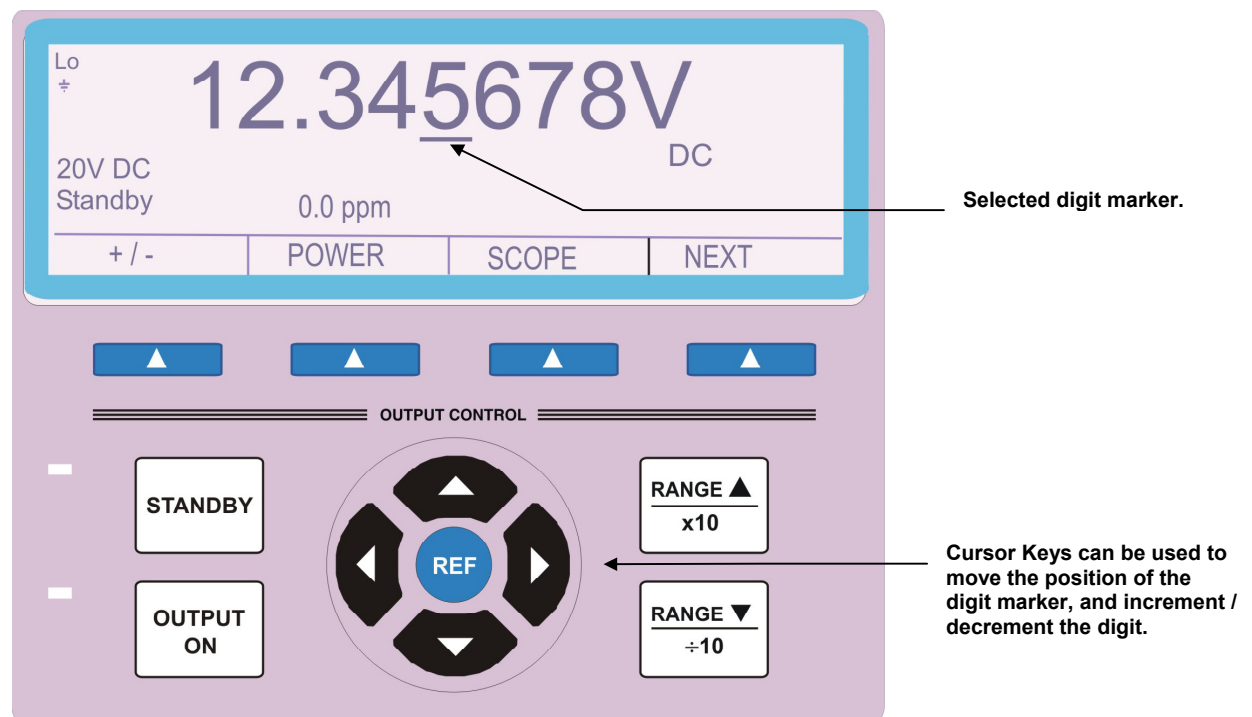 Lo
12.345678V
DC
20V DC
Standby
0.0 ppm
+ / -
POWER
SCOPE
NEXT
Selected digit marker.
OUTPUT CONTROL
STANDBY
OUTPUT
ON
REF
RANGE ▲
x10
RANGE ▼
÷10
Cursor Keys can be used to
move the position of the
digit marker, and increment /
decrement the digit.